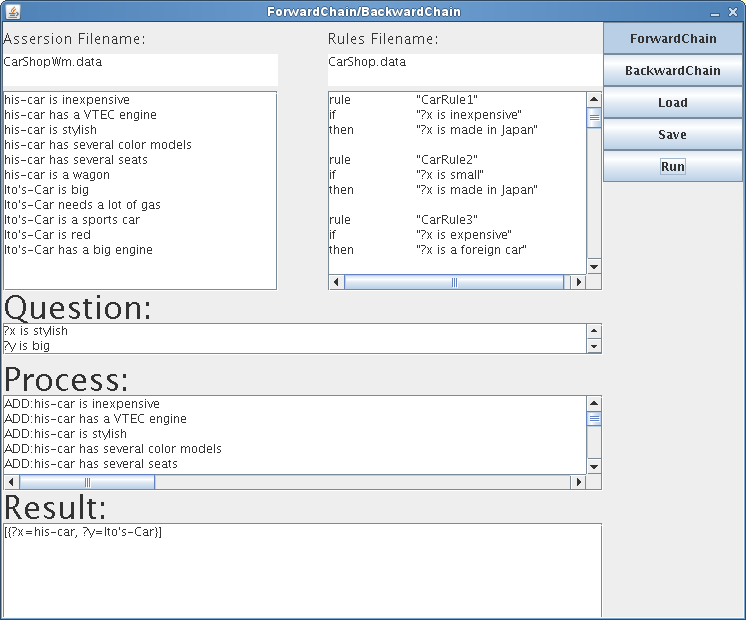 ForwardChain/BackwardChain
Assersion Filename:
CarShopWm.data
his-car is inexpensive
his-car has a VTEC engine
his-car is stylish
his-car has several color models
his-car has several seats
his-car is a wagon
Ito's-Car is big
Ito's-Car needs a lot of gas
Ito's-Car is a sports car
Ito's-Car is red
Ito's-Car has a big engine
Rules Filename:
CarShop.data
rule "CarRule1"
if "?x is inexpensive"
then "?x is made in Japan"
rule "CarRule2"
if "?x is small"
then "?x is made in Japan"
rule "CarRule3"
if "?x is expensive"
then "?x is a foreign car"
ForwardChain
BackwardChain
Load
Save
Run
Question:
?x is stylish
?y is big
Process:
ADD:his-car is inexpensive
ADD:his-car has a VTEC engine
ADD:his-car is stylish
ADD:his-car has several color models
ADD:his-car has several seats
Result:
[{?x=his-car, ?y=Ito's-Car}]